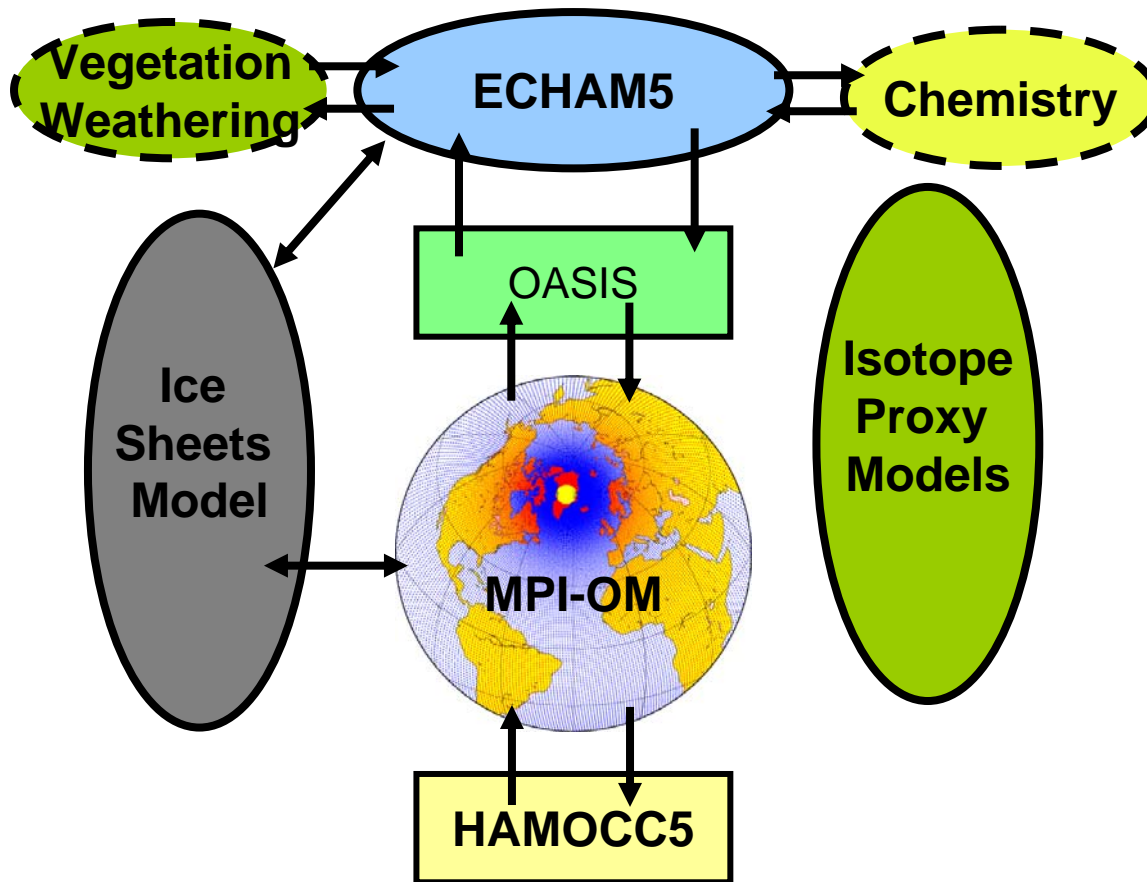 Vegetation
Weathering
ECHAM5
Chemistry
OASIS
Ice
Sheets
Model
Isotope
Proxy
Models
MPI-OM
HAMOCC5